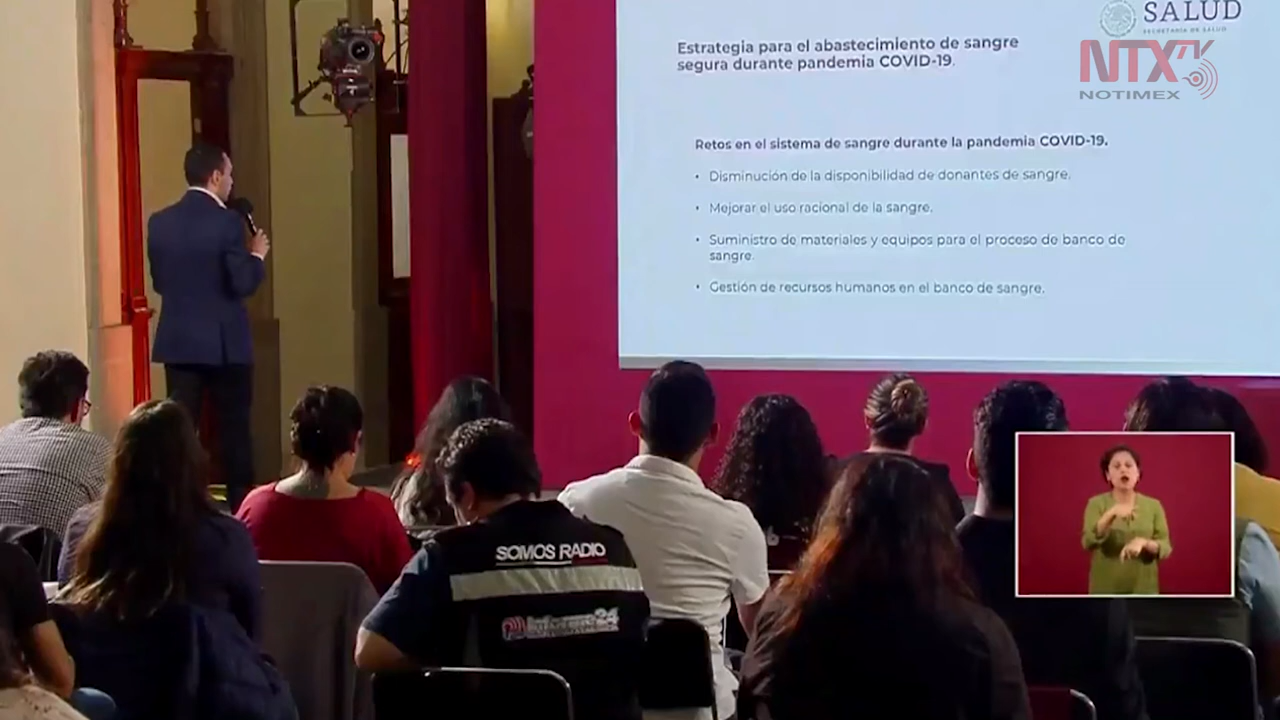 SALUD
SECRETARÍA DE SALUD
NTX TV
NOTIMEX
Estrategia para el abastecimiento de sangre
segura durante pandemia COVID-19.
Retos en el sistema de sangre durante la pandemia COVID-19.
• Disminución de la disponibilidad de donantes de sangre.
• Mejorar el uso racional de la sangre.
• Suministro de materiales y equipos para el proceso de banco de
sangre.
• Gestión de recursos humanos en el banco de sangre.
SOMOS RADIO